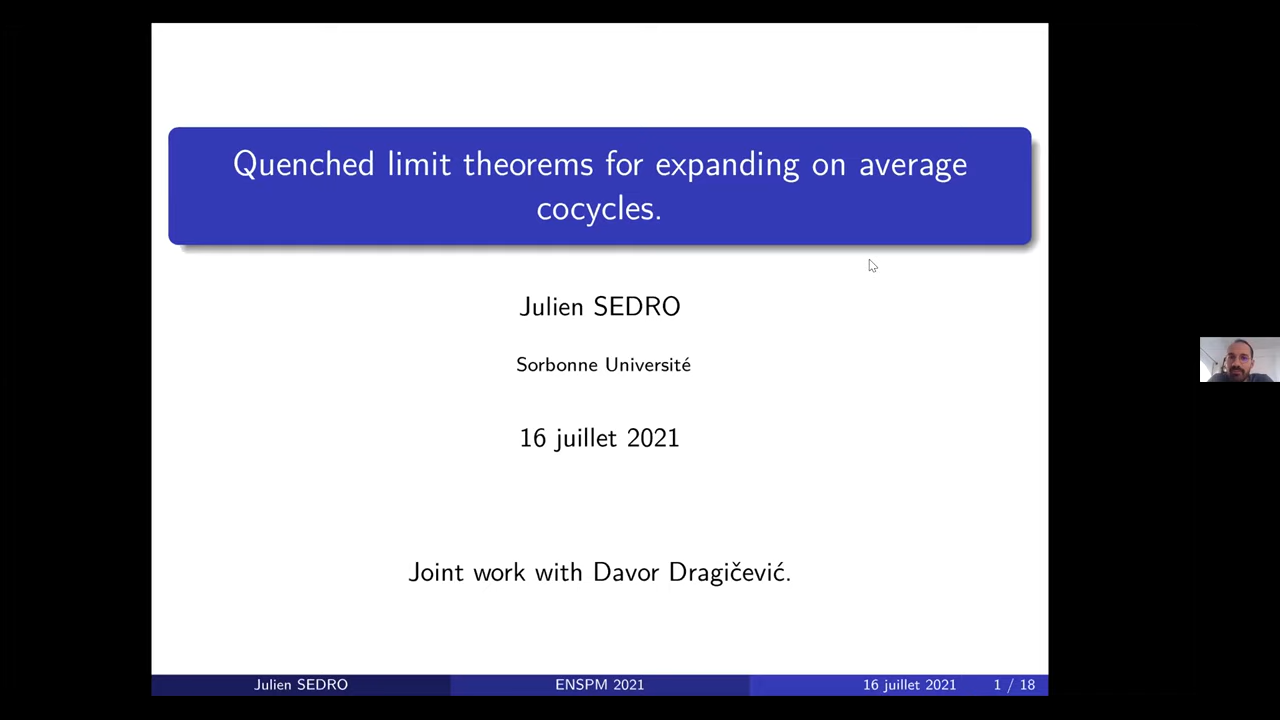 Quenched limit theorems for expanding on average
cocycles.
Julien SEDRO
Sorbonne Université
16 juillet 2021
Joint work with Davor Dragičević.
Julien SEDRO ENSPM 2021 16 juillet 2021 1 / 18